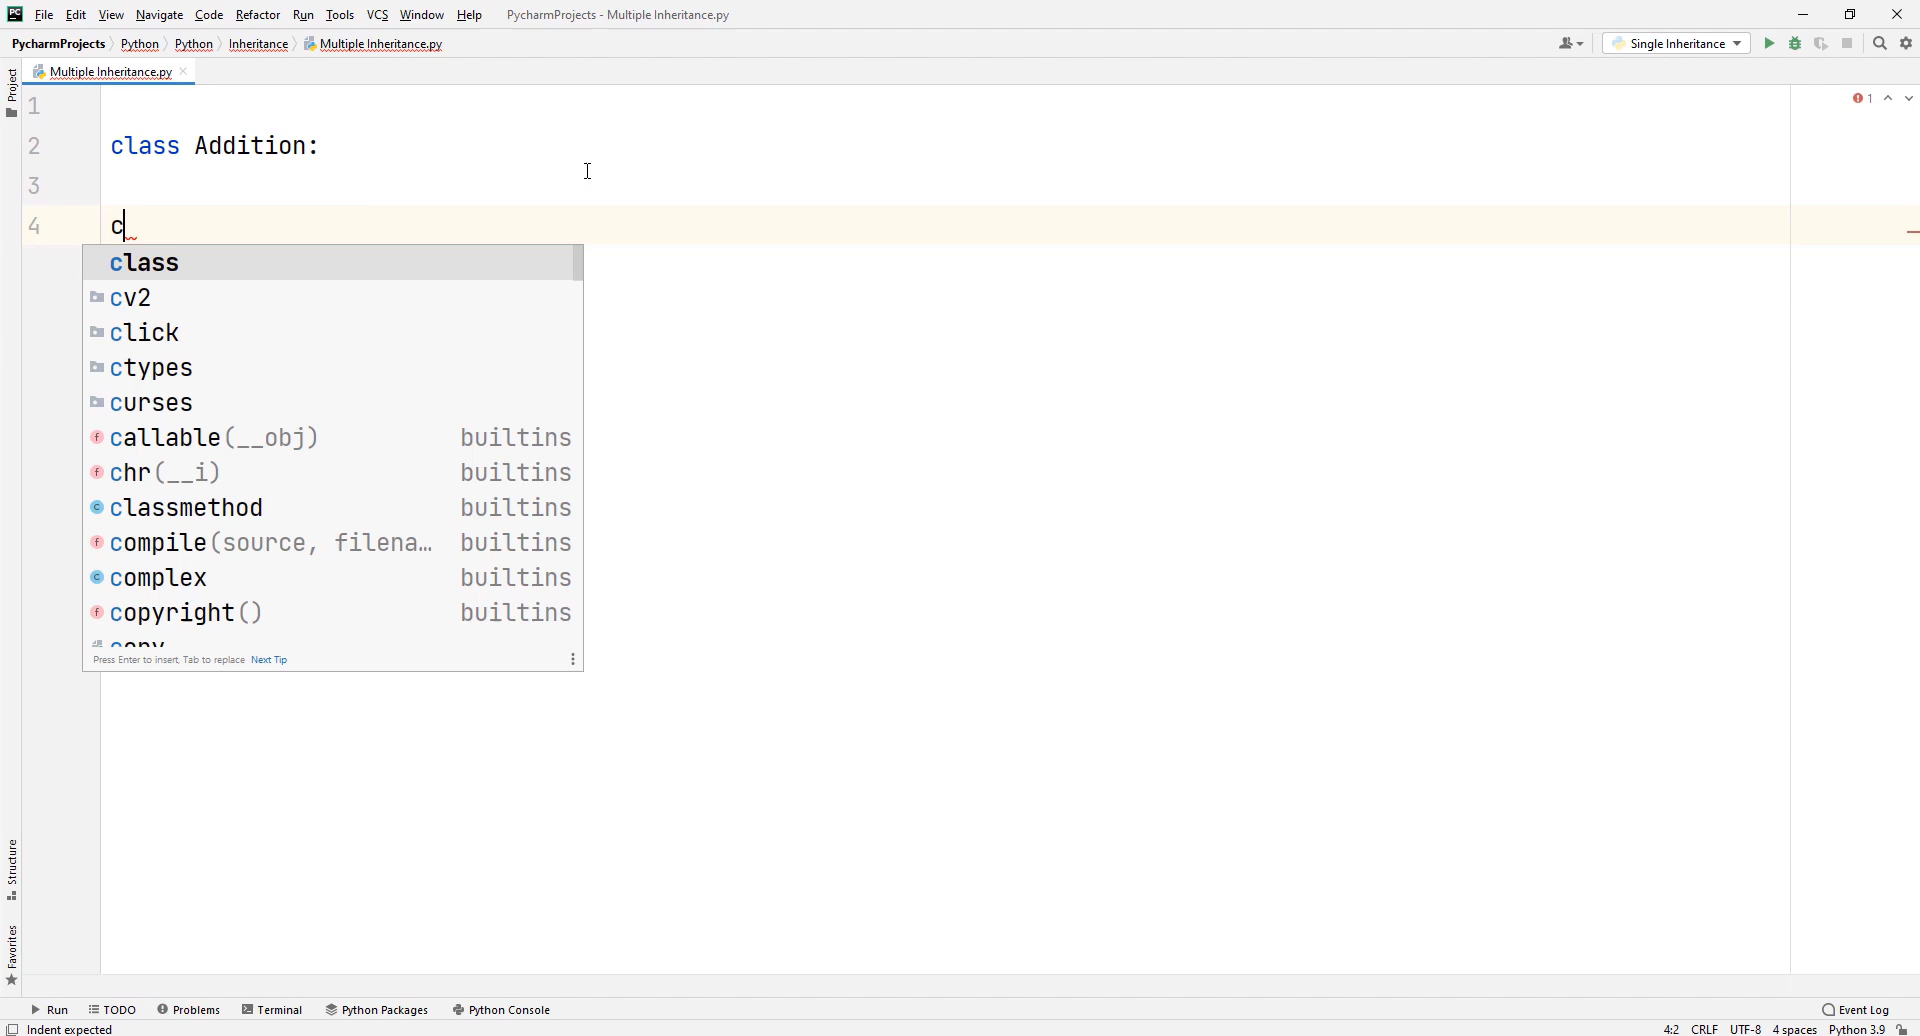 PC File Edit View Navigate Code Refactor Run Tools VCS Window Help PycharmProjects - Multiple Inheritance.py
PycharmProjects Python Python Inheritance Multiple Inheritance.py Single Inheritance
Project
Multiple Inheritance.py
1
1
2 class Addition:
3
4 c
class
cv2
click
ctypes
curses
f callable(__obj) builtins
f chr(__i) builtins
c classmethod builtins
f compile(source, filena... builtins
c complex builtins
f copyright() builtins
copy
Press Enter to insert, Tab to replace Next Tip
Structure
Favorites
Run TODO Problems Terminal Python Packages Python Console Event Log
Indent expected 4:2 CRLF UTF-8 4 spaces Python 3.9